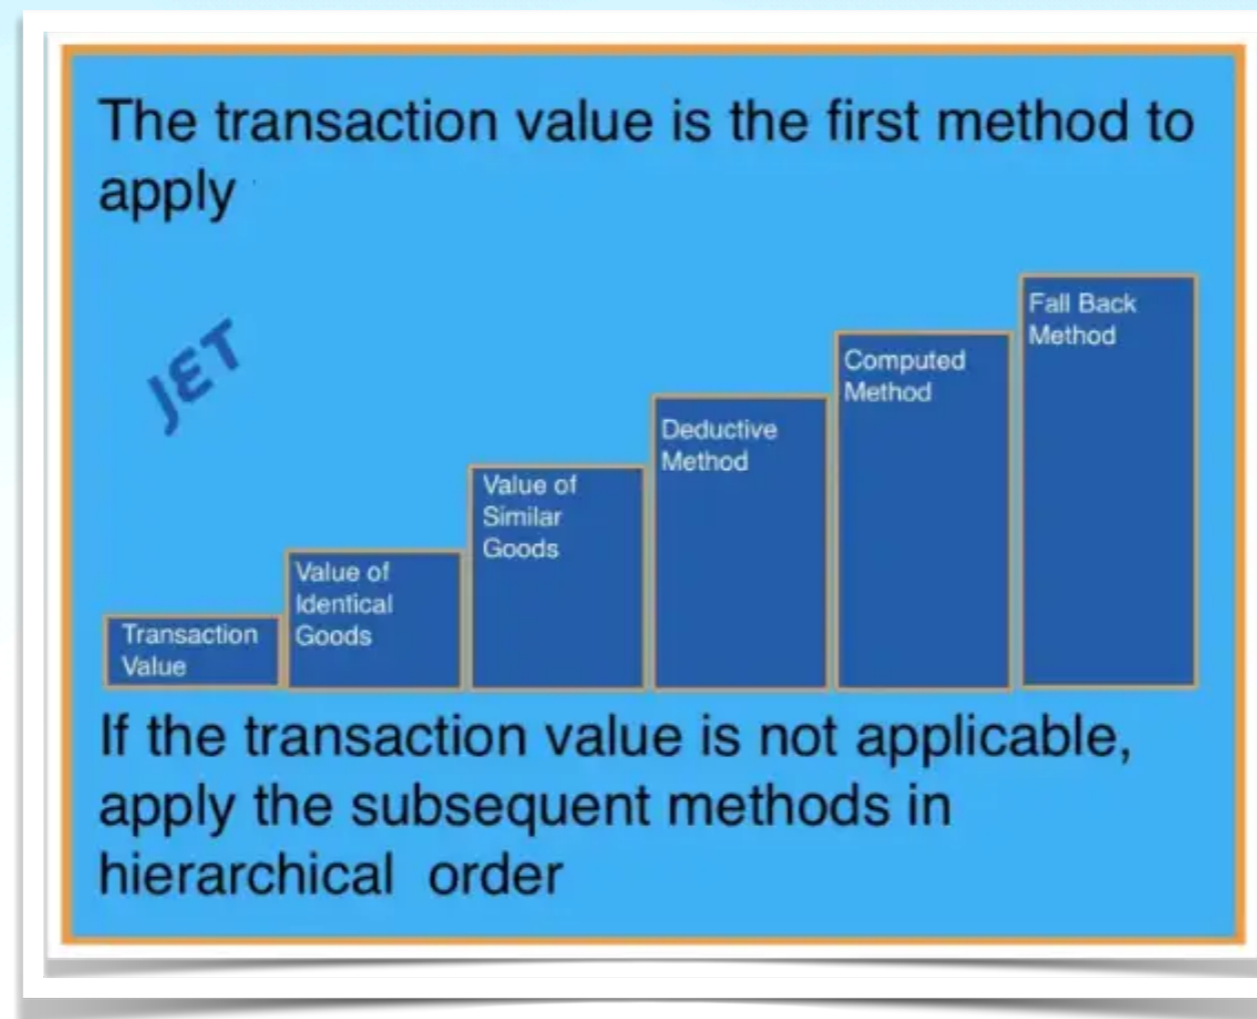 The transaction value is the first method to
apply
JET
Fall Back
Method
Computed
Method
Deductive
Method
Value of
Similar
Goods
Value of
Identical
Goods
Transaction
Value
If the transaction value is not applicable,
apply the subsequent methods in
hierarchical order